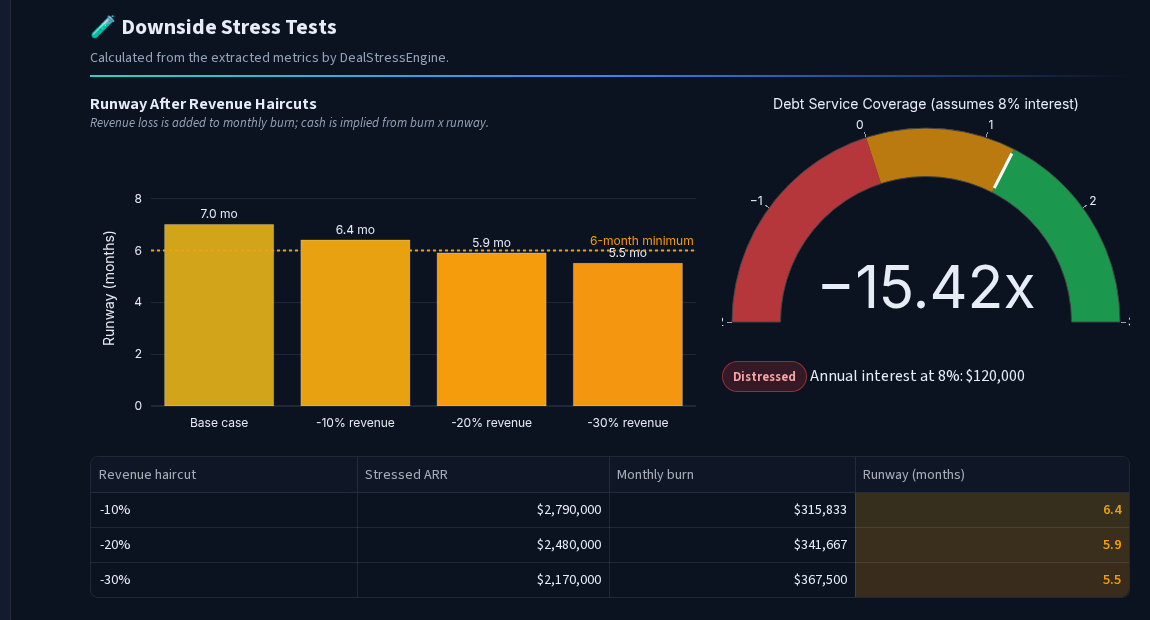 🧪 Downside Stress Tests
Calculated from the extracted metrics by DealStressEngine.
Runway After Revenue Haircuts
Revenue loss is added to monthly burn; cash is implied from burn x runway.
8
6
4
2
0
Runway (months)
7.0 mo
6.4 mo
5.9 mo
6-month minimum
5.5 mo
Base case
-10% revenue
-20% revenue
-30% revenue
Debt Service Coverage (assumes 8% interest)
0
1
−1
2
−15.42x
Distressed Annual interest at 8%: $120,000
Revenue haircut Stressed ARR Monthly burn Runway (months)
-10% $2,790,000 $315,833 6.4
-20% $2,480,000 $341,667 5.9
-30% $2,170,000 $367,500 5.5